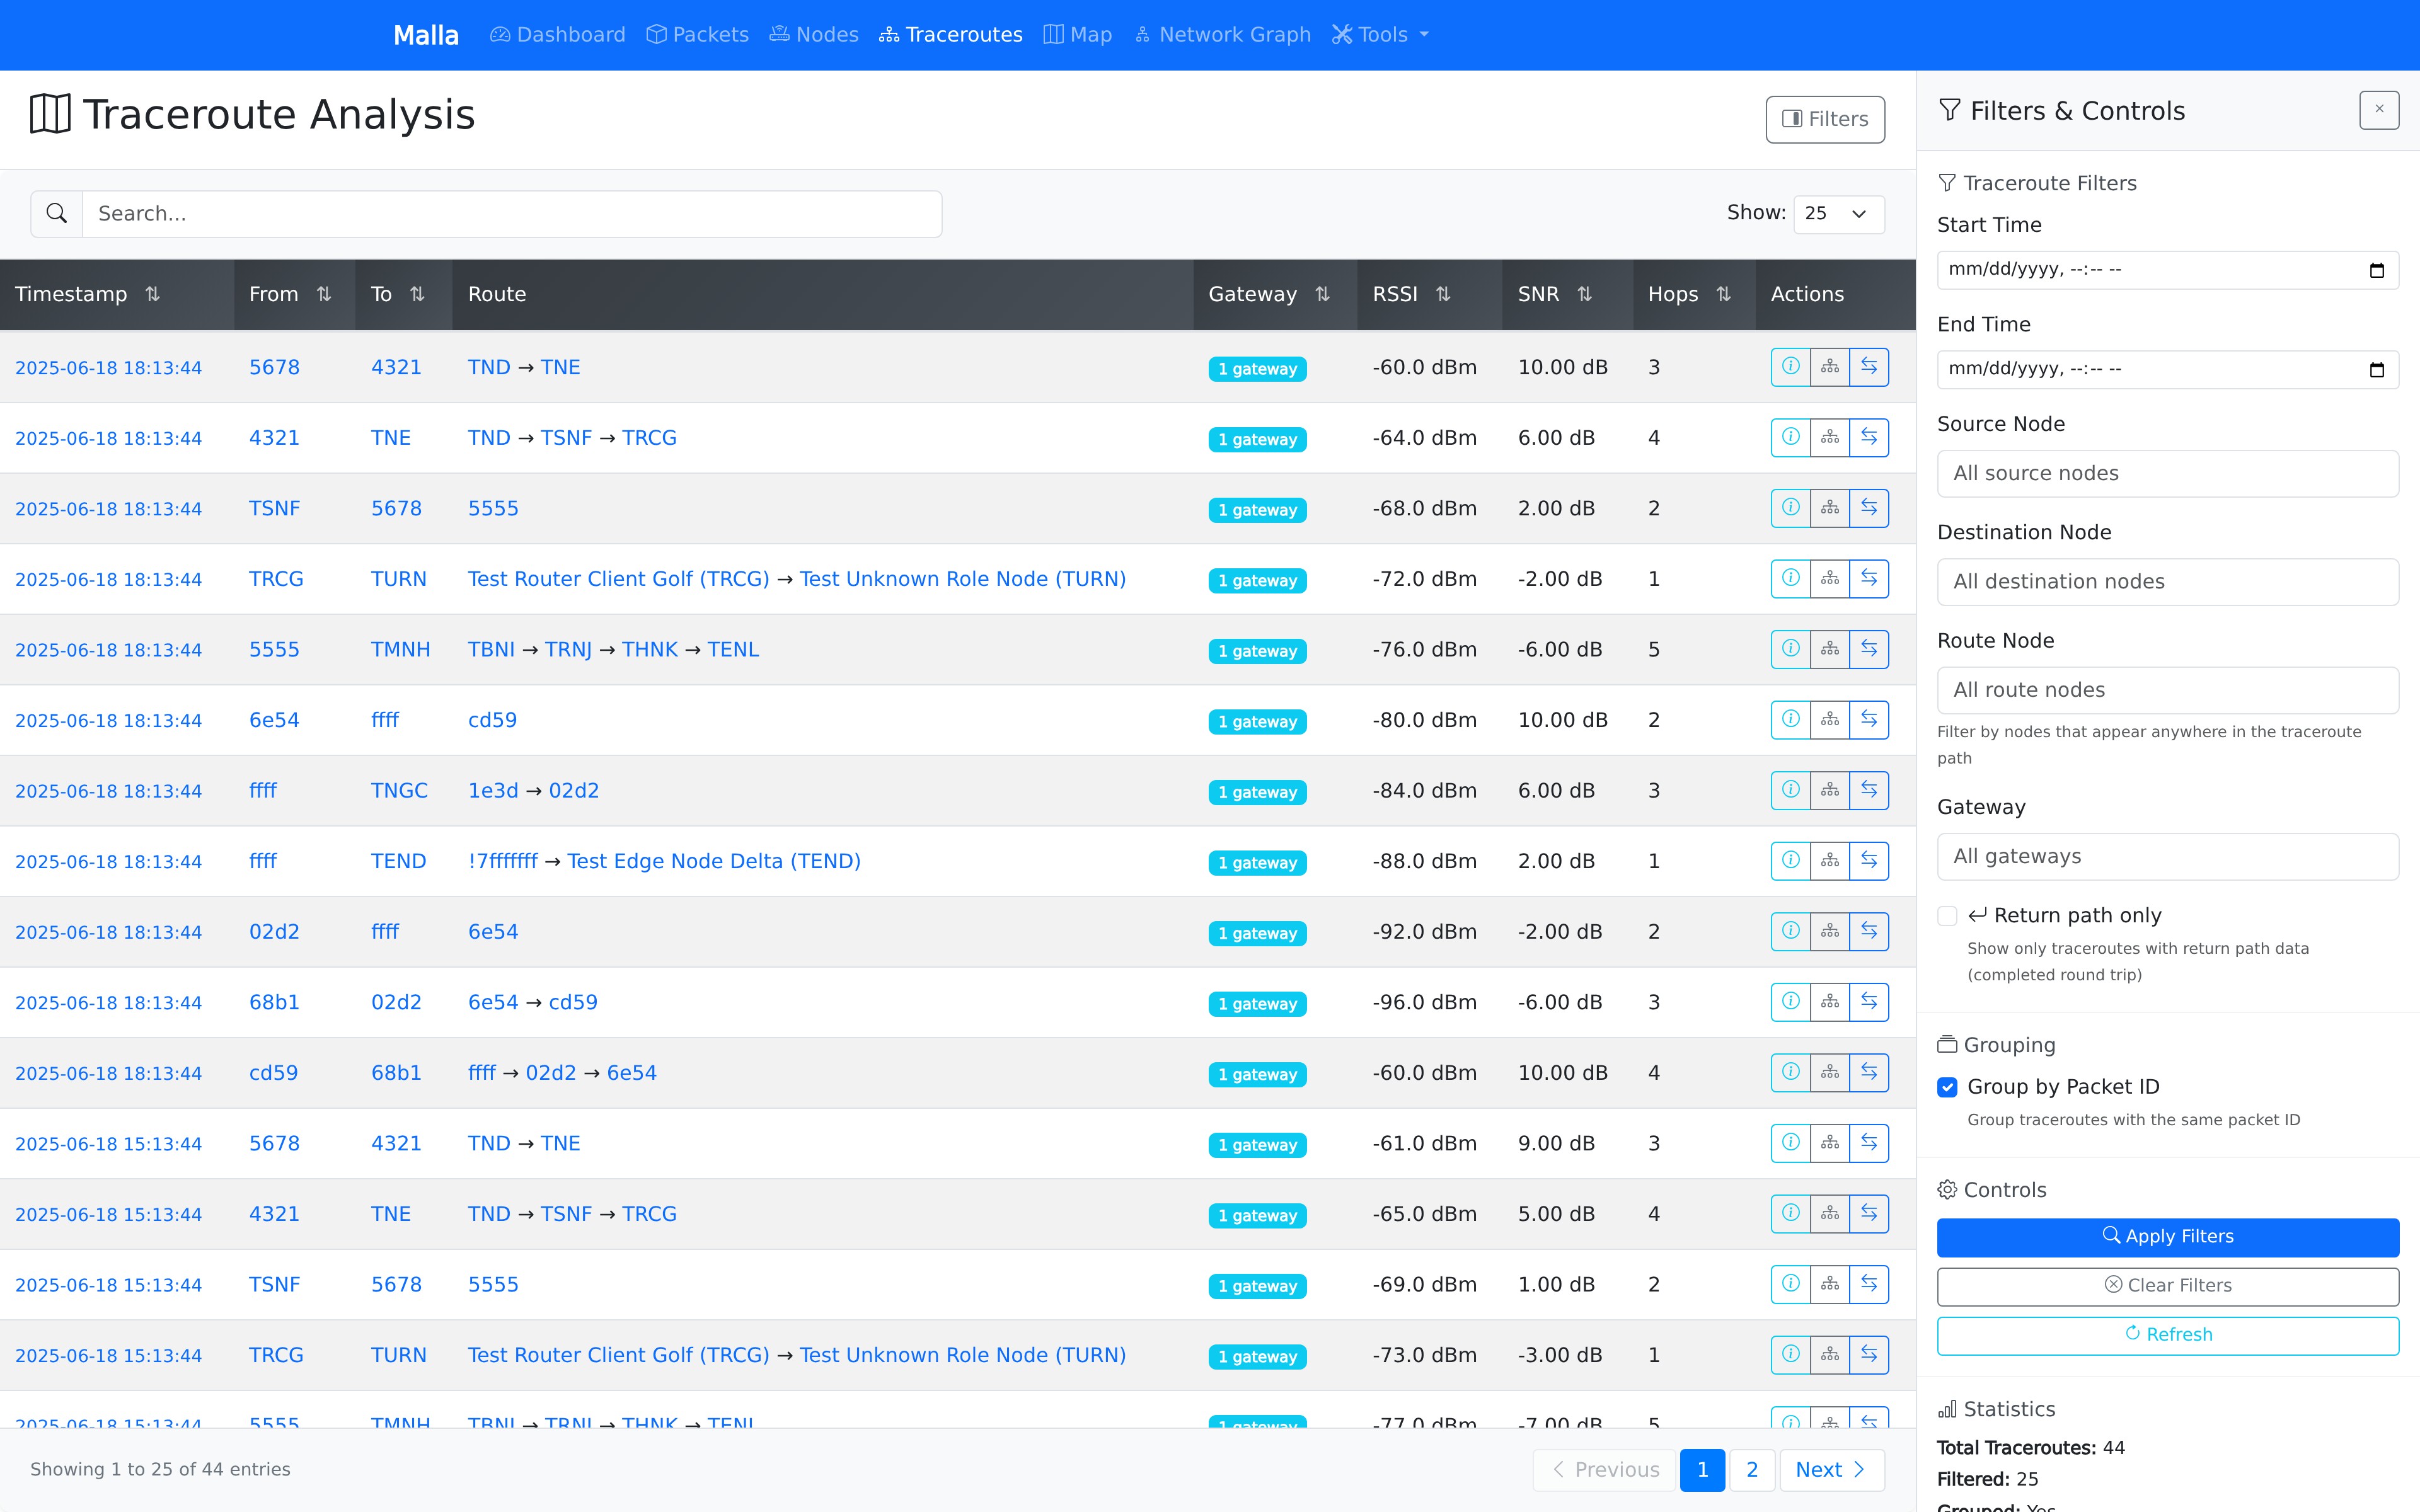 Malla Dashboard Packets Nodes Traceroutes Map Network Graph Tools
Traceroute Analysis
Filters
Search...
Show: 25
Timestamp From To Route Gateway RSSI SNR Hops Actions
2025-06-18 18:13:44 5678 4321 TND → TNE 1 gateway -60.0 dBm 10.00 dB 3
2025-06-18 18:13:44 4321 TNE TND → TSNF → TRCG 1 gateway -64.0 dBm 6.00 dB 4
2025-06-18 18:13:44 TSNF 5678 5555 1 gateway -68.0 dBm 2.00 dB 2
2025-06-18 18:13:44 TRCG TURN Test Router Client Golf (TRCG) → Test Unknown Role Node (TURN) 1 gateway -72.0 dBm -2.00 dB 1
2025-06-18 18:13:44 5555 TMNH TBNI → TRNJ → THNK → TENL 1 gateway -76.0 dBm -6.00 dB 5
2025-06-18 18:13:44 6e54 ffff cd59 1 gateway -80.0 dBm 10.00 dB 2
2025-06-18 18:13:44 ffff TNGC 1e3d → 02d2 1 gateway -84.0 dBm 6.00 dB 3
2025-06-18 18:13:44 ffff TEND !7fffffff → Test Edge Node Delta (TEND) 1 gateway -88.0 dBm 2.00 dB 1
2025-06-18 18:13:44 02d2 ffff 6e54 1 gateway -92.0 dBm -2.00 dB 2
2025-06-18 18:13:44 68b1 02d2 6e54 → cd59 1 gateway -96.0 dBm -6.00 dB 3
2025-06-18 18:13:44 cd59 68b1 ffff → 02d2 → 6e54 1 gateway -60.0 dBm 10.00 dB 4
2025-06-18 15:13:44 5678 4321 TND → TNE 1 gateway -61.0 dBm 9.00 dB 3
2025-06-18 15:13:44 4321 TNE TND → TSNF → TRCG 1 gateway -65.0 dBm 5.00 dB 4
2025-06-18 15:13:44 TSNF 5678 5555 1 gateway -69.0 dBm 1.00 dB 2
2025-06-18 15:13:44 TRCG TURN Test Router Client Golf (TRCG) → Test Unknown Role Node (TURN) 1 gateway -73.0 dBm -3.00 dB 1
2025-06-18 15:13:44 5555 TMNH TBNI → TRNJ → THNK → TENL 1 gateway -77.0 dBm -7.00 dB 5
Showing 1 to 25 of 44 entries
Previous 1 2 Next
Filters & Controls
×
Traceroute Filters
Start Time
mm/dd/yyyy, --:-- --
End Time
mm/dd/yyyy, --:-- --
Source Node
All source nodes
Destination Node
All destination nodes
Route Node
All route nodes
Filter by nodes that appear anywhere in the traceroute
path
Gateway
All gateways
Return path only
Show only traceroutes with return path data
(completed round trip)
Grouping
Group by Packet ID
Group traceroutes with the same packet ID
Controls
Apply Filters
Clear Filters
Refresh
Statistics
Total Traceroutes: 44
Filtered: 25
Grouped: Yes